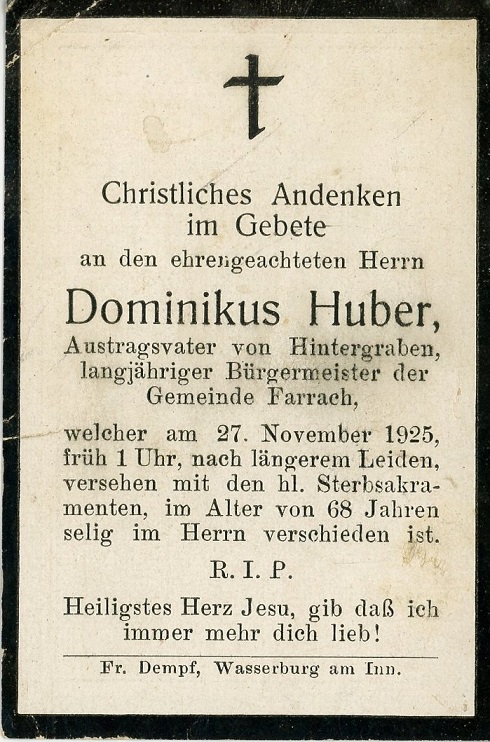 Christliches Andenken
im Gebete
an den ehrengeachteten Herrn
Dominikus Huber,
Austragsvater von Hintergraben,
langjähriger Bürgermeister der
Gemeinde Farrach,
welcher am 27. November 1925,
früh 1 Uhr, nach längerem Leiden,
versehen mit den hl. Sterbsakra-
menten, im Alter von 68 Jahren
selig im Herrn verschieden ist.
R. I. P.
Heiligstes Herz Jesu, gib daß ich
immer mehr dich lieb!
Fr. Dempf, Wasserburg am Inn.